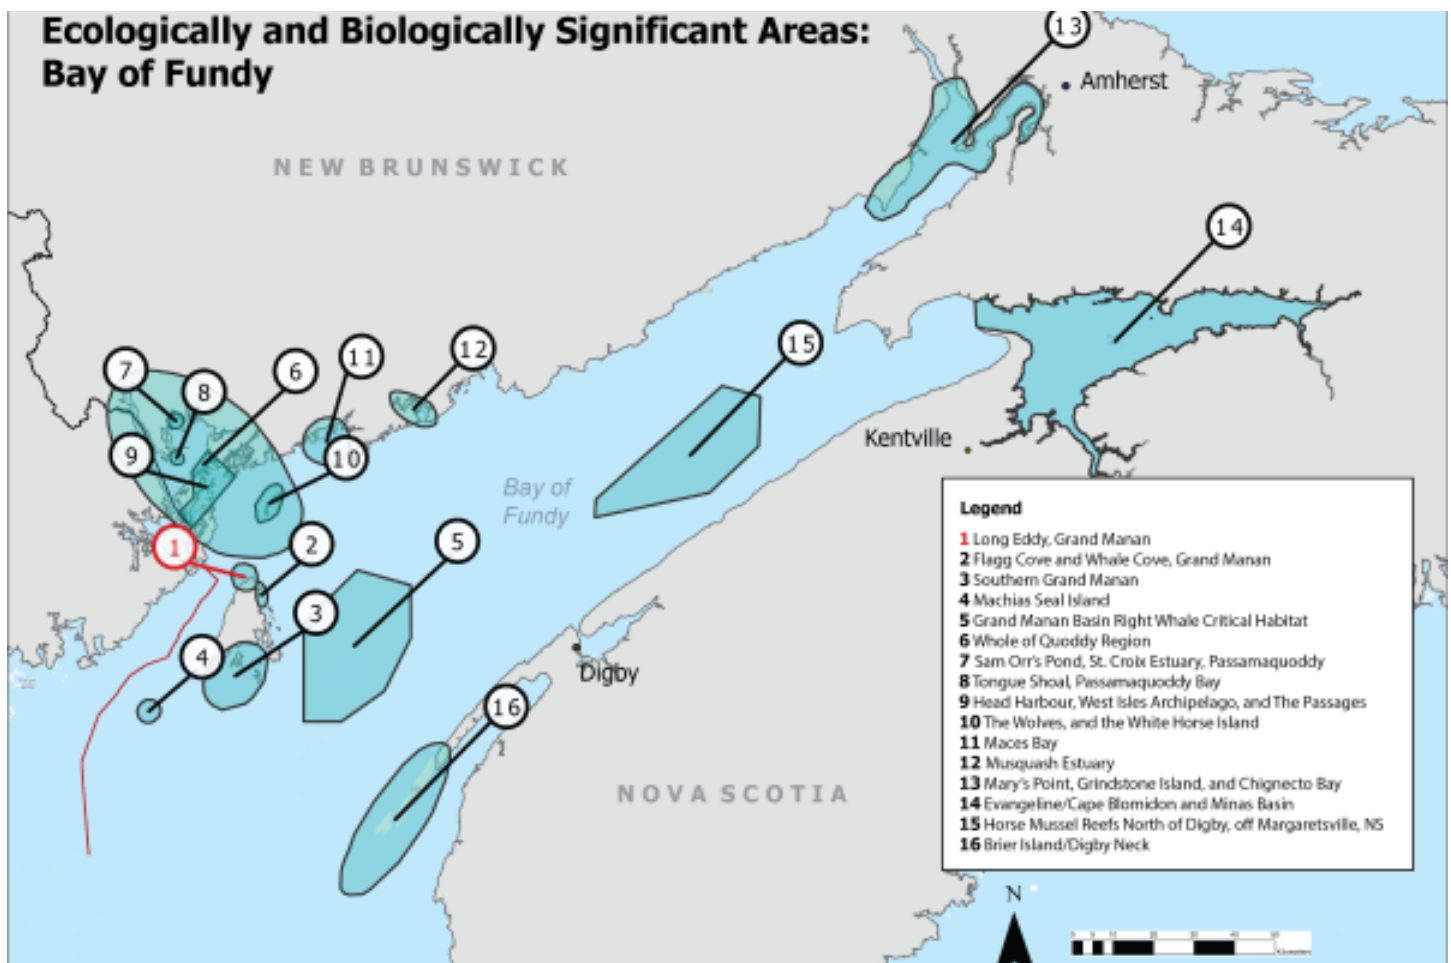 Ecologically and Biologically Significant Areas:
Bay of Fundy
13
Amherst
NEW BRUNSWICK
14
7
8
6
11
12
15
9
10
Kentville
Bay of
Fundy
1
2
5
3
4
Digby
16
NOVA SCOTIA
Legend
1 Long Eddy, Grand Manan
2 Flagg Cove and Whale Cove, Grand Manan
3 Southern Grand Manan
4 Machias Seal Island
5 Grand Manan Basin Right Whale Critical Habitat
6 Whole of Quoddy Region
7 Sam Orr's Pond, St. Croix Estuary, Passamaquoddy
8 Tongue Shoal, Passamaquoddy Bay
9 Head Harbour, West Isles Archipelago, and The Passages
10 The Wolves, and the White Horse Island
11 Maces Bay
12 Musquash Estuary
13 Mary's Point, Grindstone Island, and Chignecto Bay
14 Evangeline/Cape Blomidon and Minas Basin
15 Horse Mussel Reefs North of Digby, off Margaretsville, NS
16 Brier Island/Digby Neck
N